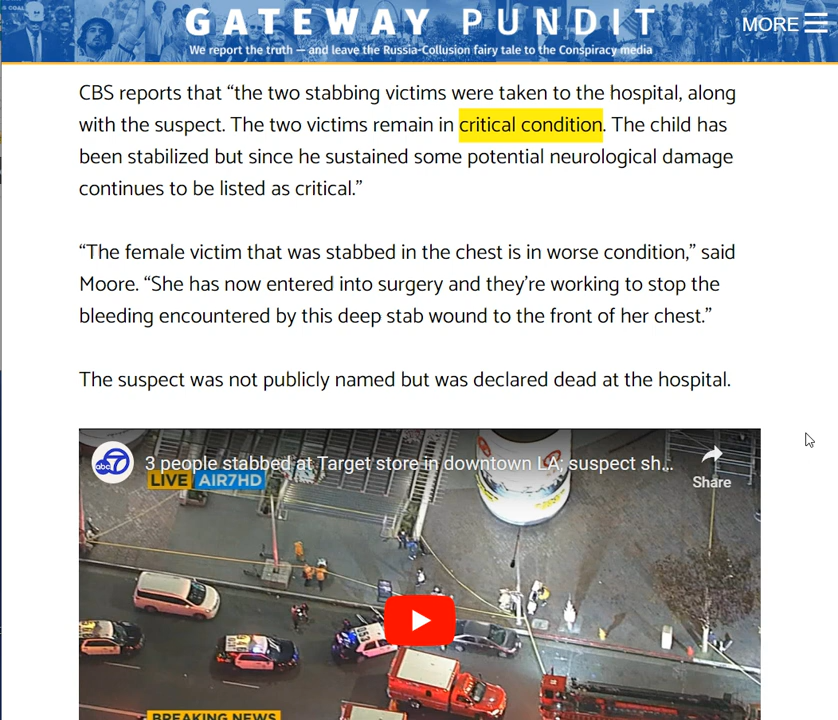 GATEWAY PUNDIT
We report the truth — and leave the Russia-Collusion fairy tale to the Conspiracy media
MORE
CBS reports that “the two stabbing victims were taken to the hospital, along
with the suspect. The two victims remain in critical condition. The child has
been stabilized but since he sustained some potential neurological damage
continues to be listed as critical.”
“The female victim that was stabbed in the chest is in worse condition,” said
Moore. “She has now entered into surgery and they’re working to stop the
bleeding encountered by this deep stab wound to the front of her chest.”
The suspect was not publicly named but was declared dead at the hospital.
abc7
3 people stabbed at Target store in downtown LA; suspect sh...
Share
LIVE AIR7HD
BREAKING NEWS